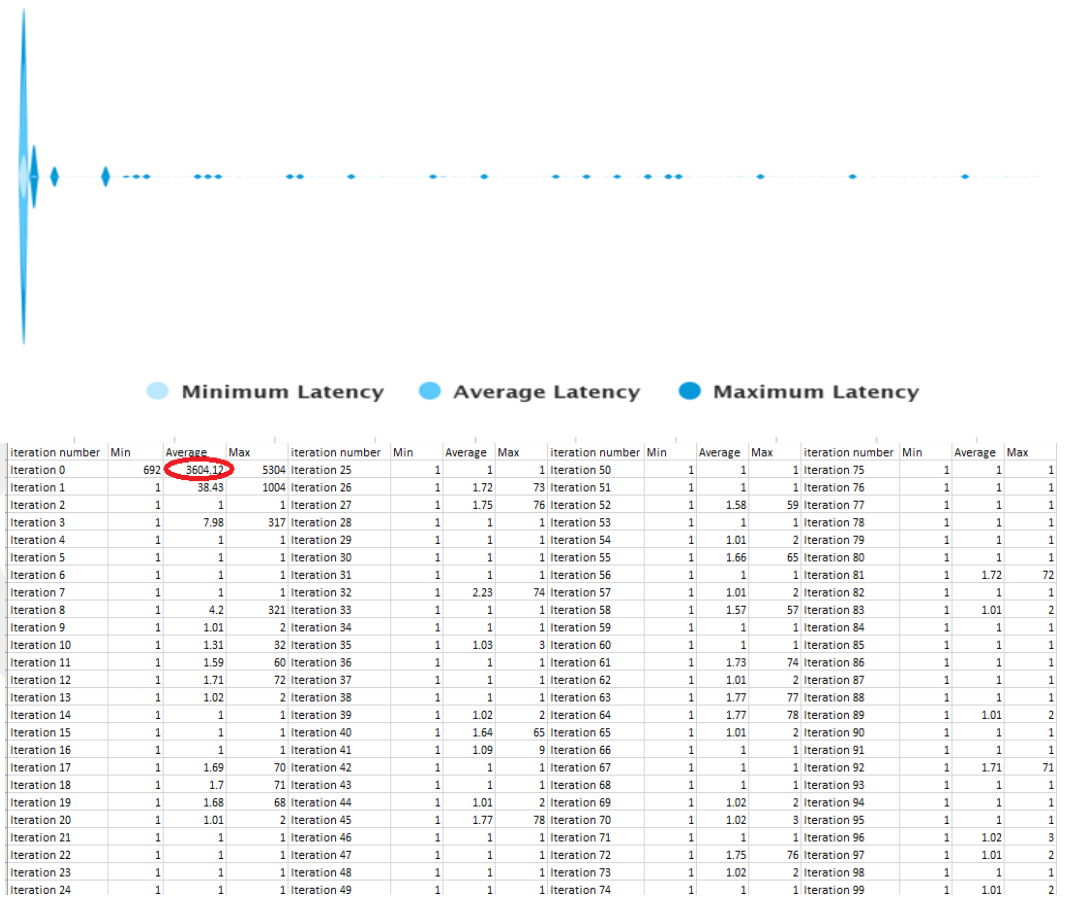 Minimum Latency Average Latency Maximum Latency
iteration number Min Average Max iteration number Min Average Max iteration number Min Average Max iteration number Min Average Max
Iteration 0 692 3604.12 5304 Iteration 25 1 1 1 Iteration 50 1 1 1 Iteration 75 1 1 1
Iteration 1 1 38.43 1004 Iteration 26 1 1.72 73 Iteration 51 1 1 1 Iteration 76 1 1 1
Iteration 2 1 1 1 Iteration 27 1 1.75 76 Iteration 52 1 1.58 59 Iteration 77 1 1 1
Iteration 3 1 7.98 317 Iteration 28 1 1 1 Iteration 53 1 1 1 Iteration 78 1 1 1
Iteration 4 1 1 1 Iteration 29 1 1 1 Iteration 54 1 1.01 2 Iteration 79 1 1 1
Iteration 5 1 1 1 Iteration 30 1 1 1 Iteration 55 1 1.66 65 Iteration 80 1 1 1
Iteration 6 1 1 1 Iteration 31 1 1 1 Iteration 56 1 1 1 Iteration 81 1 1.72 72
Iteration 7 1 1 1 Iteration 32 1 2.23 74 Iteration 57 1 1.01 2 Iteration 82 1 1 1
Iteration 8 1 4.2 321 Iteration 33 1 1 1 Iteration 58 1 1.57 57 Iteration 83 1 1.01 2
Iteration 9 1 1.01 2 Iteration 34 1 1 1 Iteration 59 1 1 1 Iteration 84 1 1 1
Iteration 10 1 1.31 32 Iteration 35 1 1.03 3 Iteration 60 1 1 1 Iteration 85 1 1 1
Iteration 11 1 1.59 60 Iteration 36 1 1 1 Iteration 61 1 1.73 74 Iteration 86 1 1 1
Iteration 12 1 1.71 72 Iteration 37 1 1 1 Iteration 62 1 1.01 2 Iteration 87 1 1 1
Iteration 13 1 1.02 2 Iteration 38 1 1 1 Iteration 63 1 1.77 77 Iteration 88 1 1 1
Iteration 14 1 1 1 Iteration 39 1 1.02 2 Iteration 64 1 1.77 78 Iteration 89 1 1.01 2
Iteration 15 1 1 1 Iteration 40 1 1.64 65 Iteration 65 1 1.01 2 Iteration 90 1 1 1
Iteration 16 1 1 1 Iteration 41 1 1.09 9 Iteration 66 1 1 1 Iteration 91 1 1 1
Iteration 17 1 1.69 70 Iteration 42 1 1 1 Iteration 67 1 1 1 Iteration 92 1 1.71 71
Iteration 18 1 1.7 71 Iteration 43 1 1 1 Iteration 68 1 1 1 Iteration 93 1 1 1
Iteration 19 1 1.68 68 Iteration 44 1 1.01 2 Iteration 69 1 1.02 2 Iteration 94 1 1 1
Iteration 20 1 1.01 2 Iteration 45 1 1.77 78 Iteration 70 1 1.02 3 Iteration 95 1 1 1
Iteration 21 1 1 1 Iteration 46 1 1 1 Iteration 71 1 1 1 Iteration 96 1 1.02 3
Iteration 22 1 1 1 Iteration 47 1 1 1 Iteration 72 1 1.75 76 Iteration 97 1 1.01 2
Iteration 23 1 1 1 Iteration 48 1 1 1 Iteration 73 1 1.02 2 Iteration 98 1 1 1
Iteration 24 1 1 1 Iteration 49 1 1 1 Iteration 74 1 1 1 Iteration 99 1 1.01 2